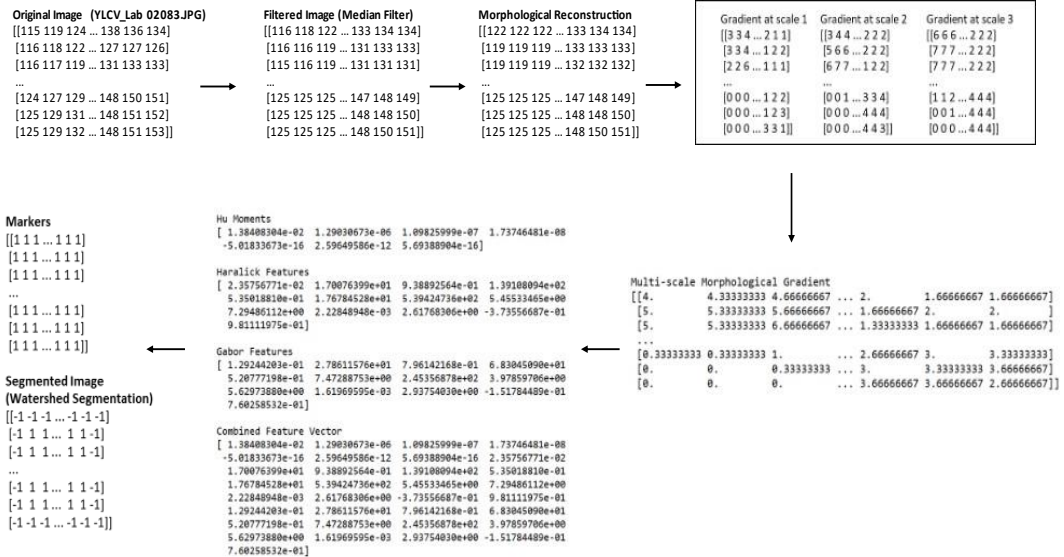 Original Image (YLCV_Lab 02083.JPG)
[[115 119 124 ... 138 136 134]
[116 118 122 ... 127 127 126]
[116 117 119 ... 131 133 133]
...
[124 127 129 ... 148 150 151]
[125 129 131 ... 148 151 152]
[125 129 132 ... 148 151 153]]
Filtered Image (Median Filter)
[[116 118 122 ... 133 134 134]
[116 116 119 ... 131 133 133]
[115 116 119 ... 131 131 131]
...
[125 125 125 ... 147 148 149]
[125 125 125 ... 148 148 150]
[125 125 125 ... 148 150 151]]
Morphological Reconstruction
[[122 122 122 ... 133 134 134]
[119 119 119 ... 133 133 133]
[119 119 119 ... 132 132 132]
...
[125 125 125 ... 147 148 149]
[125 125 125 ... 148 148 150]
[125 125 125 ... 148 150 151]]
Gradient at scale 1
[[3 3 4 ... 2 1 1]
[3 3 4 ... 1 2 2]
[2 2 6 ... 1 1 1]
...
[0 0 0 ... 1 2 2]
[0 0 0 ... 1 2 3]
[0 0 0 ... 3 3 1]]
Gradient at scale 2
[[3 4 4 ... 2 2 2]
[5 6 6 ... 2 2 2]
[6 7 7 ... 1 2 2]
...
[0 0 1 ... 3 3 4]
[0 0 0 ... 4 4 4]
[0 0 0 ... 4 4 3]]
Gradient at scale 3
[[6 6 6 ... 2 2 2]
[7 7 7 ... 2 2 2]
[7 7 7 ... 2 2 2]
...
[1 1 2 ... 4 4 4]
[0 0 1 ... 4 4 4]
[0 0 0 ... 4 4 4]]
Multi-scale Morphological Gradient
[[4. 4.33333333 4.66666667 ... 2. 1.66666667 1.66666667]
[5. 5.33333333 5.66666667 ... 1.66666667 2. 2. ]
[5. 5.33333333 6.66666667 ... 1.33333333 1.66666667 1.66666667]
...
[0.33333333 0.33333333 1. ... 2.66666667 3. 3.33333333]
[0. 0. 0.33333333 ... 3. 3.33333333 3.66666667]
[0. 0. 0. ... 3.66666667 3.66666667 2.66666667]]
Hu Moments
[ 1.38408304e-02 1.29030673e-06 1.09825999e-07 1.73746481e-08
-5.01833673e-16 2.59649586e-12 5.69388904e-16]
Haralick Features
[ 2.35756771e-02 1.70076399e+01 9.38892564e-01 1.39108094e+02
5.35018810e-01 1.76784528e+01 5.39424736e+02 5.45533465e+00
7.29486112e+00 2.22848948e-03 2.61768306e+00 -3.73556687e-01
9.81111975e-01]
Gabor Features
[ 1.29244203e-01 2.78611576e+01 7.96142168e-01 6.83045090e+01
5.20777198e-01 7.47288753e+00 2.45356878e+02 3.97859706e+00
5.62973880e+00 1.61969595e-03 2.93754030e+00 -1.51784489e-01
7.60258532e-01]
Combined Feature Vector
[ 1.38408304e-02 1.29030673e-06 1.09825999e-07 1.73746481e-08
-5.01833673e-16 2.59649586e-12 5.69388904e-16 2.35756771e-02
1.70076399e+01 9.38892564e-01 1.39108094e+02 5.35018810e-01
1.76784528e+01 5.39424736e+02 5.45533465e+00 7.29486112e+00
2.22848948e-03 2.61768306e+00 -3.73556687e-01 9.81111975e-01
1.29244203e-01 2.78611576e+01 7.96142168e-01 6.83045090e+01
5.20777198e-01 7.47288753e+00 2.45356878e+02 3.97859706e+00
5.62973880e+00 1.61969595e-03 2.93754030e+00 -1.51784489e-01
7.60258532e-01]
Markers
[[1 1 1 ... 1 1 1]
[1 1 1 ... 1 1 1]
[1 1 1 ... 1 1 1]
...
[1 1 1 ... 1 1 1]
[1 1 1 ... 1 1 1]
[1 1 1 ... 1 1 1]]
Segmented Image
(Watershed Segmentation)
[[-1 -1 -1 ... -1 -1 -1]
[-1 1 1 ... 1 1 -1]
[-1 1 1 ... 1 1 -1]
...
[-1 1 1 ... 1 1 -1]
[-1 1 1 ... 1 1 -1]
[-1 -1 -1 ... -1 -1 -1]]